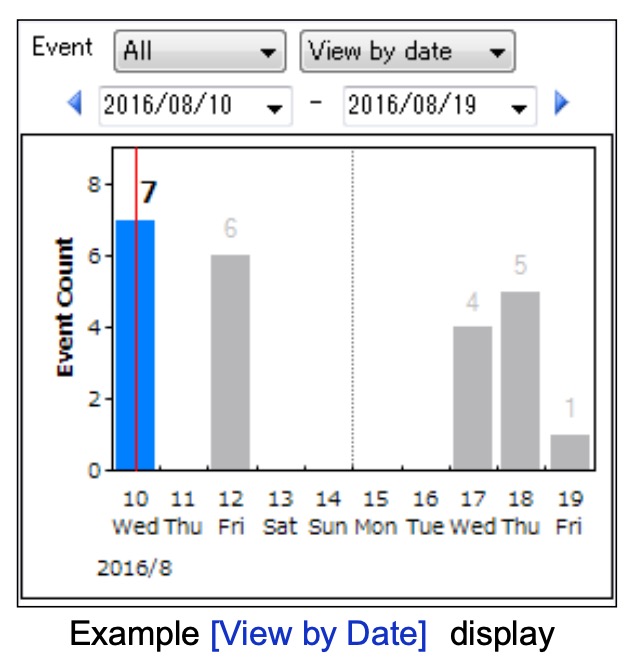 Event All View by date
2016/08/10 - 2016/08/19
Event Count
8
6
4
2
0
7
6
4
5
1
10 11 12 13 14 15 16 17 18 19
Wed Thu Fri Sat Sun Mon Tue Wed Thu Fri
2016/8
Example [View by Date] display